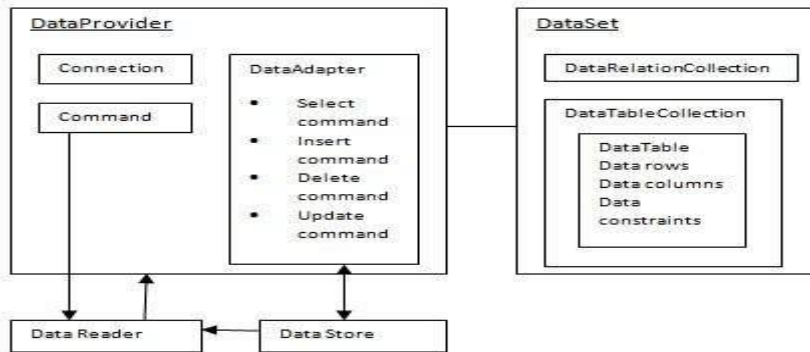 DataProvider
Connection
Command
DataAdapter
• Select
command
• Insert
command
• Delete
command
• Update
command
DataSet
DataRelationCollection
DataTableCollection
DataTable
Data rows
Data columns
Data
constraints
Data Reader
Data Store